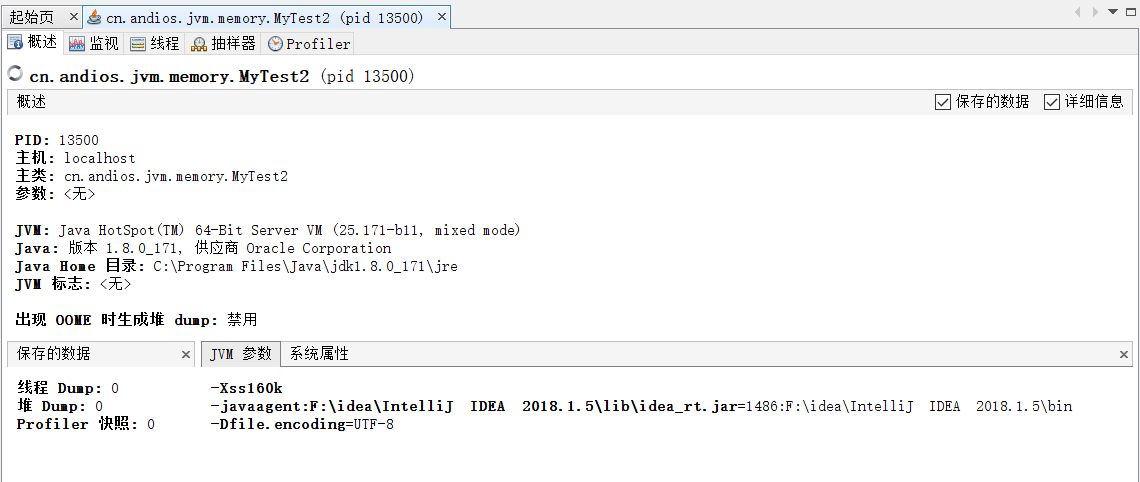 起始页 × cn.andios.jvm.memory.MyTest2 (pid 13500) ×
概述 监视 线程 抽样器 Profiler
cn.andios.jvm.memory.MyTest2 (pid 13500)
概述 保存的数据 详细信息
PID: 13500
主机: localhost
主类: cn.andios.jvm.memory.MyTest2
参数: <无>
JVM: Java HotSpot(TM) 64-Bit Server VM (25.171-b11, mixed mode)
Java: 版本 1.8.0_171, 供应商 Oracle Corporation
Java Home 目录: C:\Program Files\Java\jdk1.8.0_171\jre
JVM 标志: <无>
出现 OOME 时生成堆 dump: 禁用
保存的数据 × JVM 参数 系统属性 ×
线程 Dump: 0
堆 Dump: 0
Profiler 快照: 0
-Xss160k
-javaagent:F:\idea\IntelliJ IDEA 2018.1.5\lib\idea_rt.jar=1486:F:\idea\IntelliJ IDEA 2018.1.5\bin
-Dfile.encoding=UTF-8